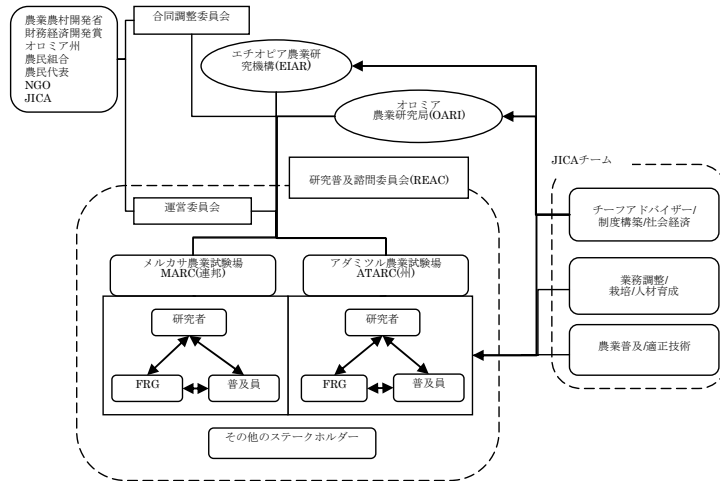 農業農村開発省
財務経済開発賞
オロミア州
農民組合
農民代表
NGO
JICA
合同調整委員会
エチオピア農業研
究機構(EIAR)
オロミア
農業研究局(OARI)
研究普及諮問委員会(REAC)
運営委員会
JICAチーム
チーフアドバイザー/
制度構築/社会経済
業務調整/
栽培/人材育成
農業普及/適正技術
メルカサ農業試験場
MARC(連邦)
アダミツル農業試験場
ATARC(州)
研究者
FRG
普及員
研究者
FRG
普及員
その他のステークホルダー